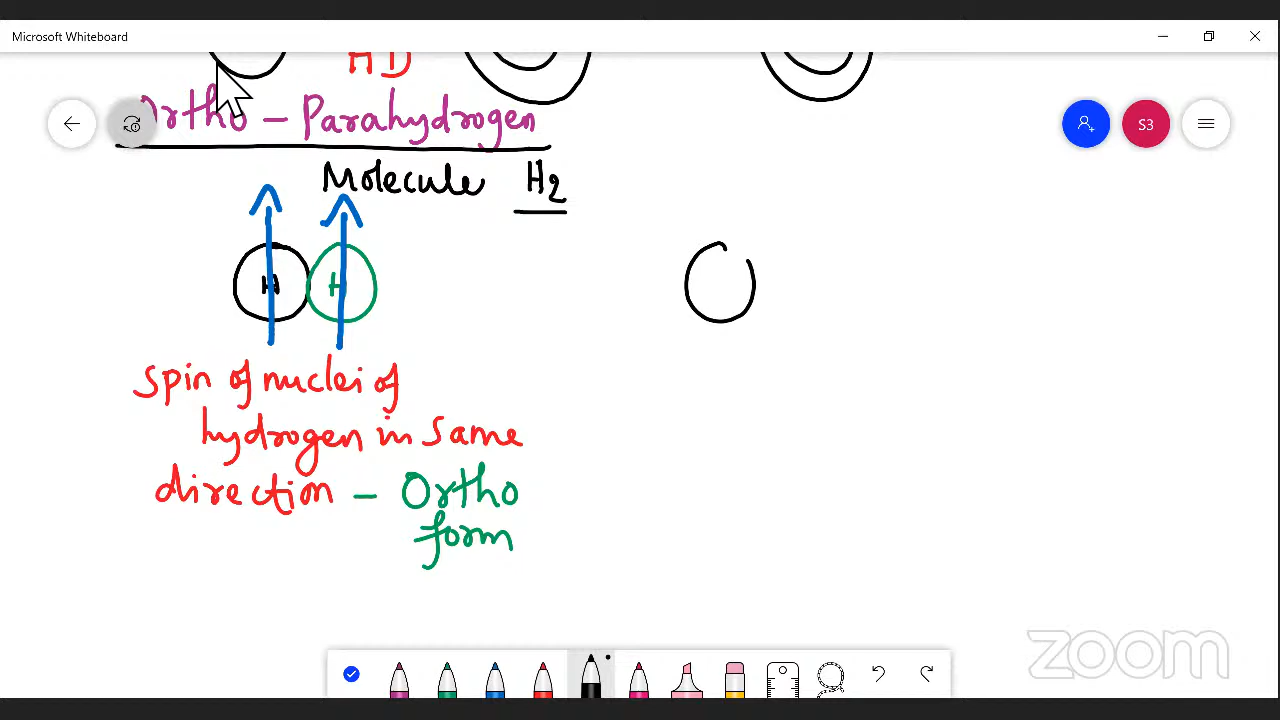 Microsoft Whiteboard
HD
Ortho - Parahydrogen
S3
Molecule H2
H H
Spin of nuclei of
hydrogen in same
direction - Ortho
form
zoom